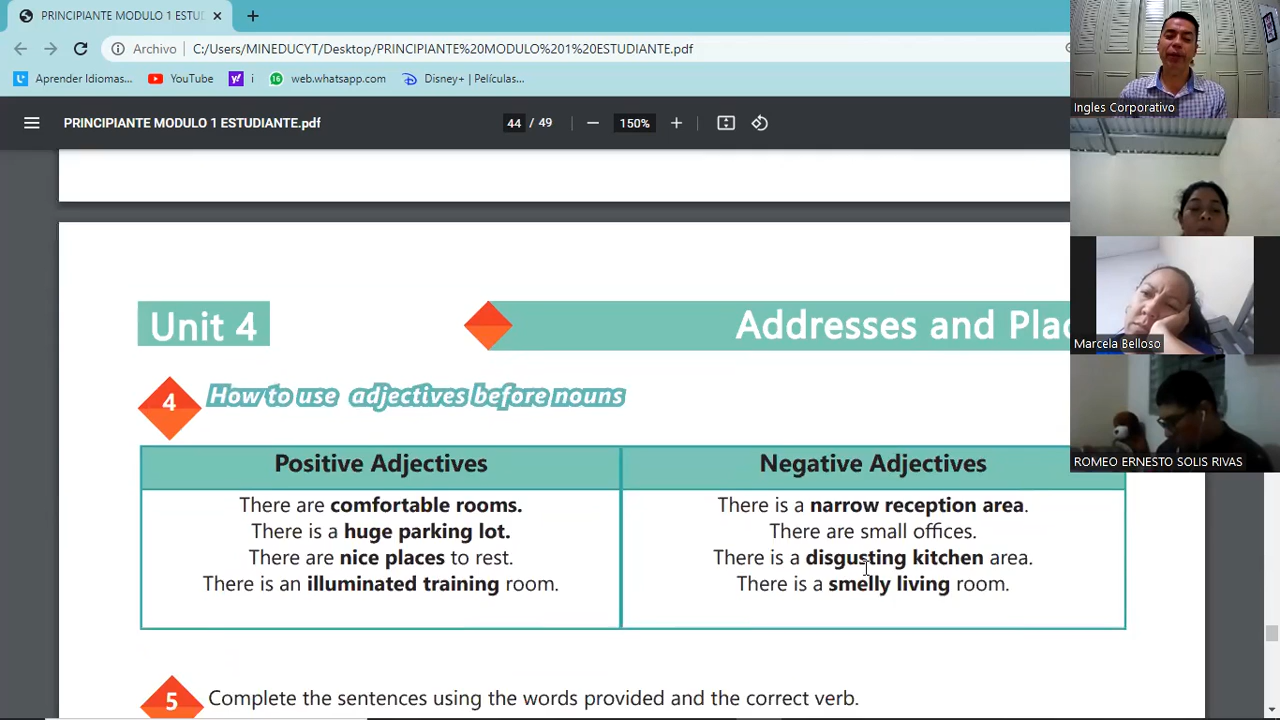 PRINCIPIANTE MODULO 1 ESTU
Archivo
C:/Users/MINEDUCYT/Desktop/PRINCIPIANTE%20MODULO%201%20ESTUDIANTE.pdf
Aprender Idiomas...
YouTube
i
web.whatsapp.com
Disney+ | Películas...
PRINCIPIANTE MODULO 1 ESTUDIANTE.pdf
44 / 49
150%
Ingles Corporativo
Marcela Belloso
ROMEO ERNESTO SOLIS RIVAS
Unit 4
Addresses and Pla
4
How to use adjectives before nouns
Positive Adjectives
There are comfortable rooms.
There is a huge parking lot.
There are nice places to rest.
There is an illuminated training room.
Negative Adjectives
There is a narrow reception area.
There are small offices.
There is a disgusting kitchen area.
There is a smelly living room.
5
Complete the sentences using the words provided and the correct verb.